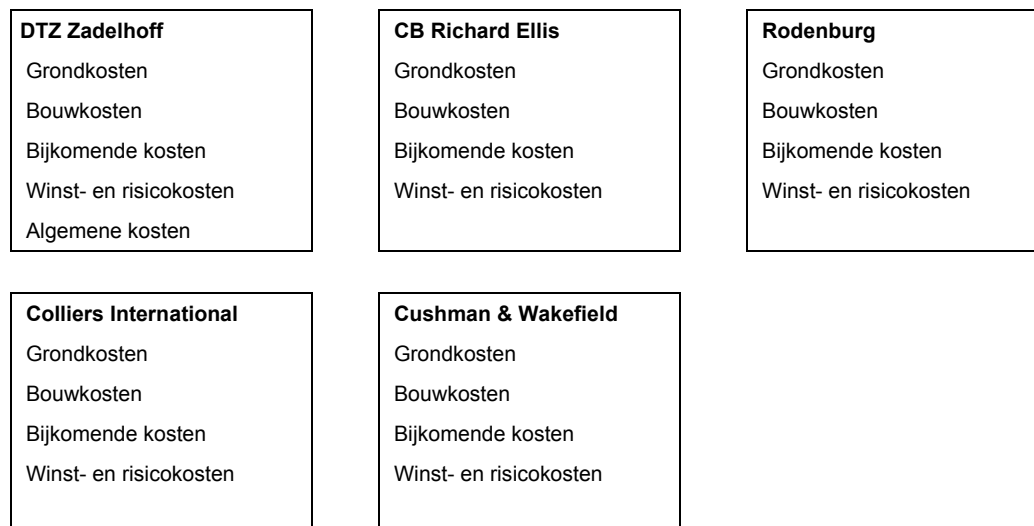 DTZ Zadelhoff
Grondkosten
Bouwkosten
Bijkomende kosten
Winst- en risicokosten
Algemene kosten
CB Richard Ellis
Grondkosten
Bouwkosten
Bijkomende kosten
Winst- en risicokosten
Rodenburg
Grondkosten
Bouwkosten
Bijkomende kosten
Winst- en risicokosten
Colliers International
Grondkosten
Bouwkosten
Bijkomende kosten
Winst- en risicokosten
Cushman & Wakefield
Grondkosten
Bouwkosten
Bijkomende kosten
Winst- en risicokosten